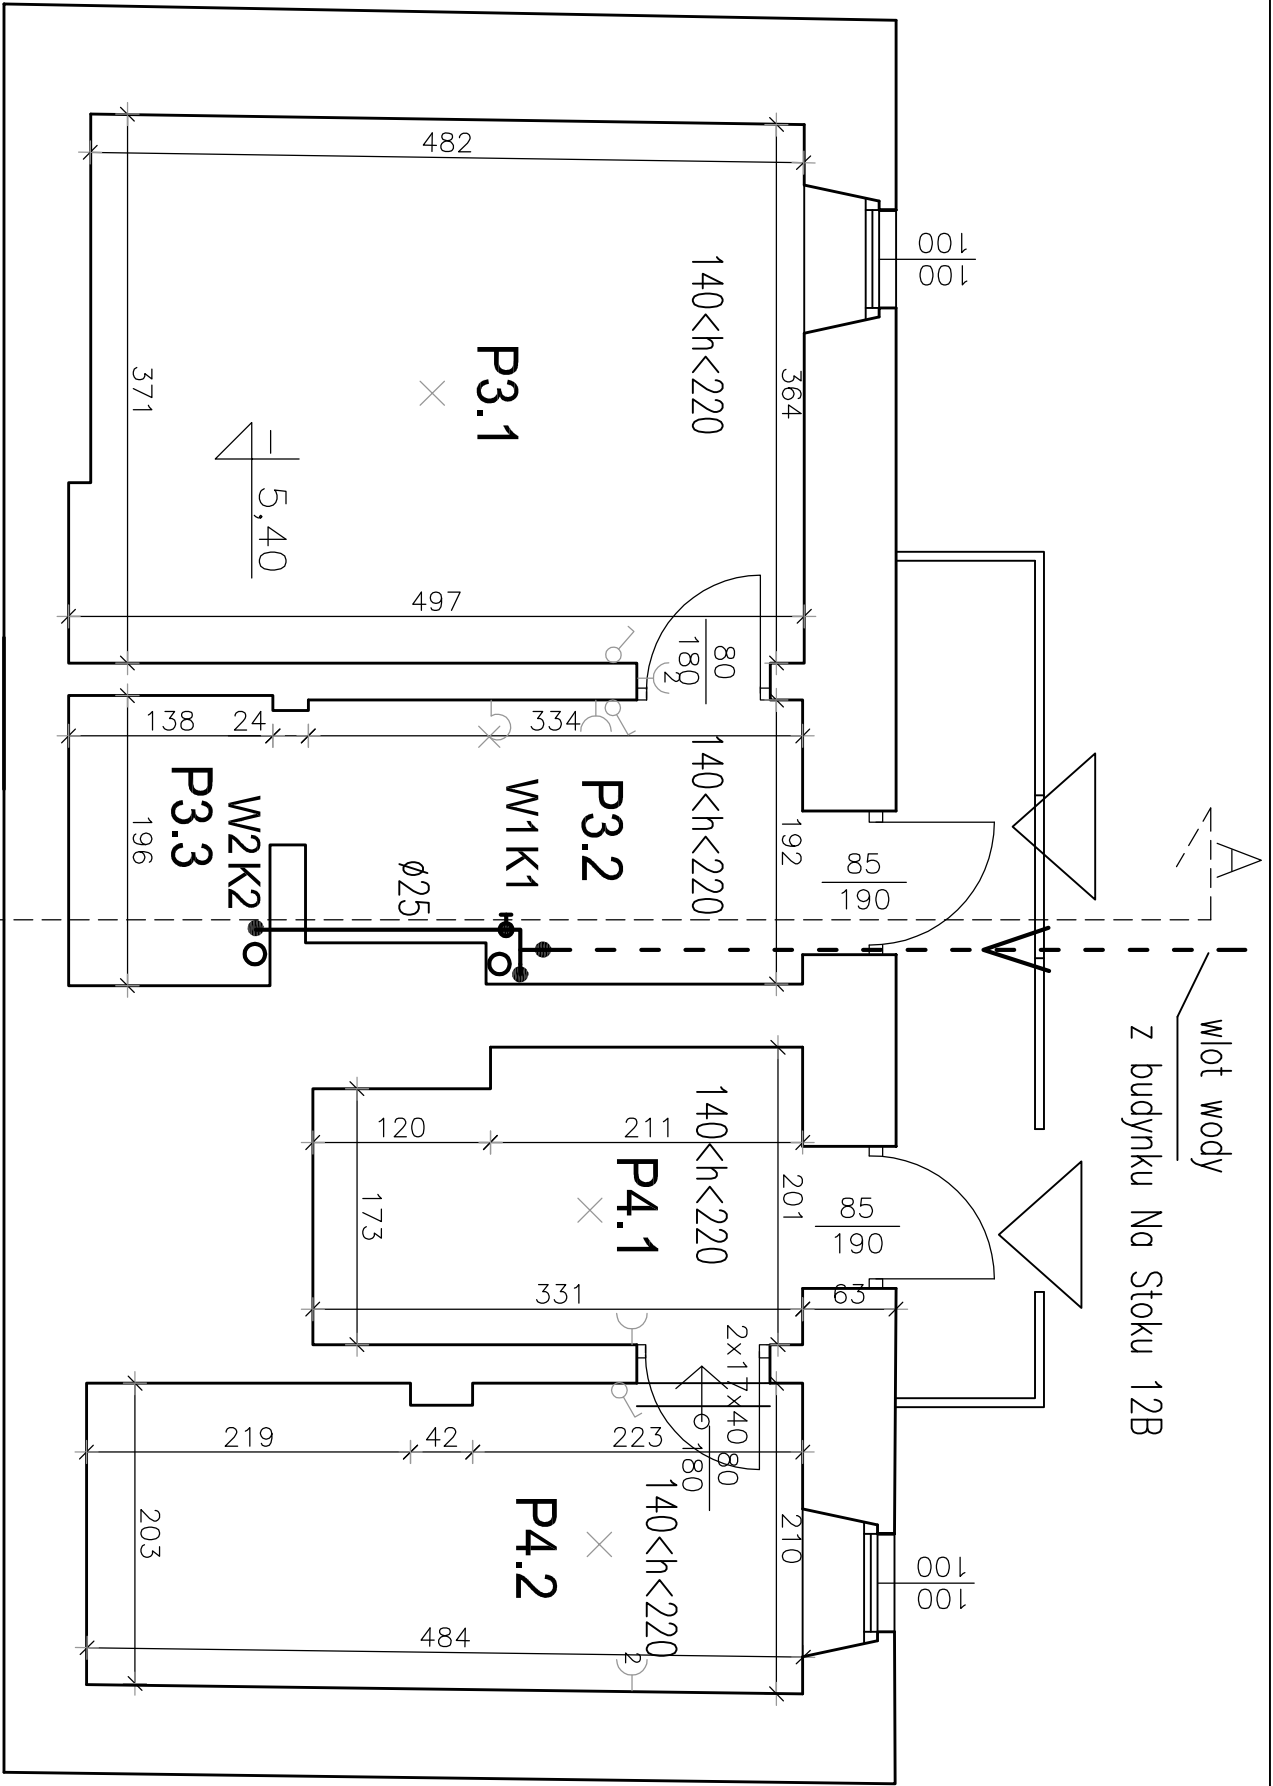 482
100
100
140<h<220
364
371
P3.1
5,40
497
80
180
2
138
24
334
140<h<220
192
P3.3
W2K2
196
Ø25
W1K1
P3.2
85
190
A
wlot wody
z budynku Na Stoku 12B
140<h<220
120
211
201
P4.1
173
85
190
331
63
2x17x40
80
180
219
42
223
140<h<220
210
P4.2
203
484
2
100
100